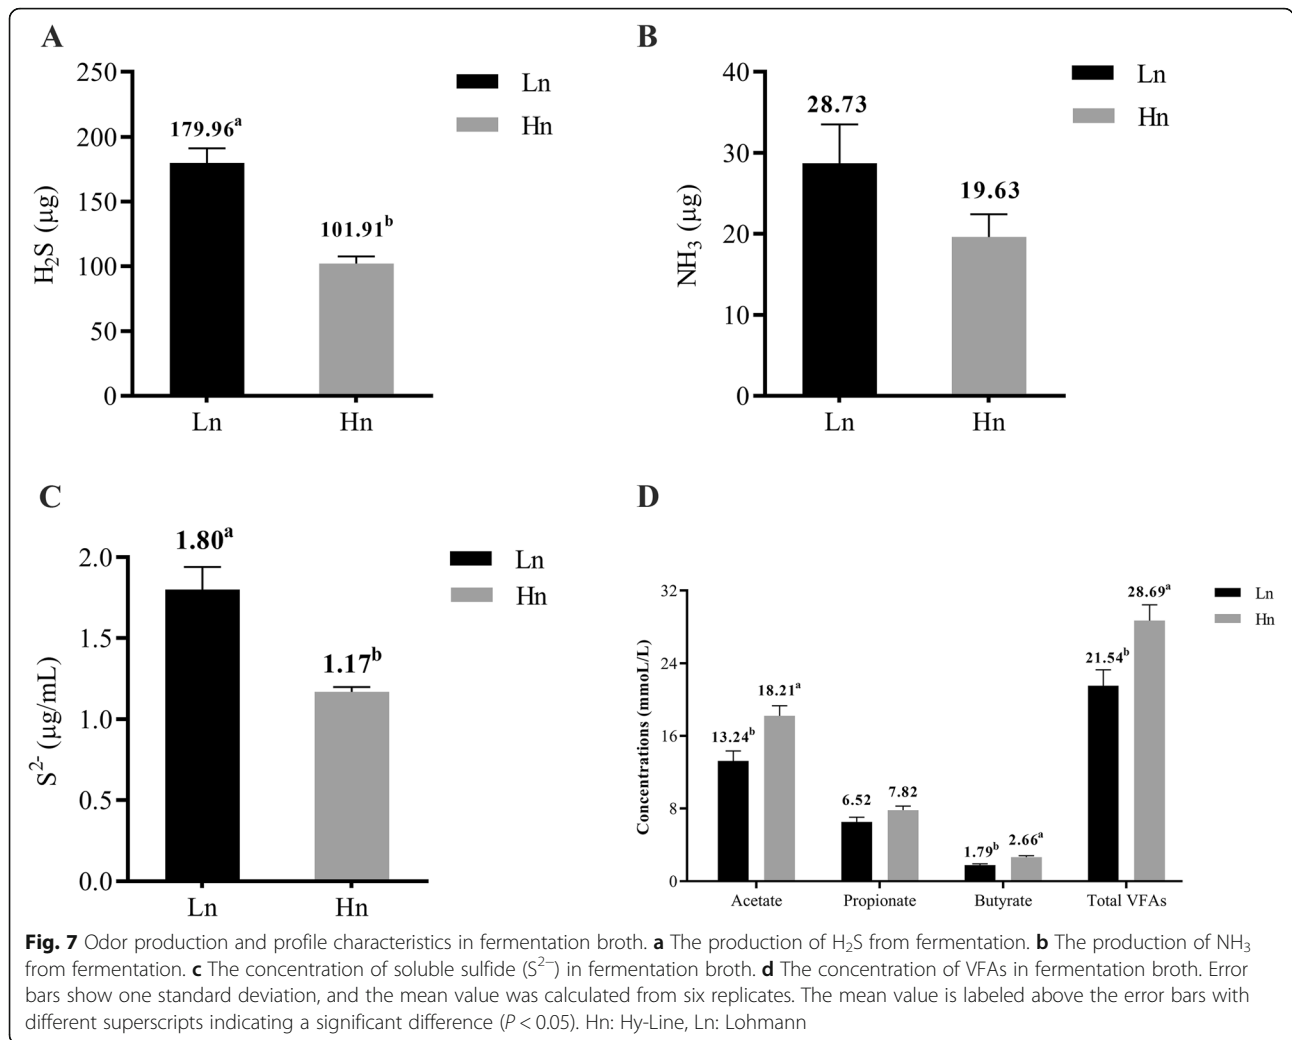 A
250
200
150
100
50
0
H₂S (µg)
179.96ᵃ
101.91ᵇ
Ln
Hn
Ln
Hn
B
40
30
20
10
0
NH₃ (µg)
28.73
19.63
Ln
Hn
Ln
Hn
C
2.0
1.5
1.0
0.5
0.0
S²⁻ (µg/mL)
1.80ᵃ
1.17ᵇ
Ln
Hn
Ln
Hn
D
32
24
16
8
0
Concentrations (mmoL/L)
13.24ᵇ
18.21ᵃ
6.52
7.82
1.79ᵇ
2.66ᵃ
21.54ᵇ
28.69ᵃ
Ln
Hn
Acetate Propionate Butyrate Total VFAs
Fig. 7 Odor production and profile characteristics in fermentation broth. a The production of H₂S from fermentation. b The production of NH₃
from fermentation. c The concentration of soluble sulfide (S²⁻) in fermentation broth. d The concentration of VFAs in fermentation broth. Error
bars show one standard deviation, and the mean value was calculated from six replicates. The mean value is labeled above the error bars with
different superscripts indicating a significant difference (P < 0.05). Hn: Hy-Line, Ln: Lohmann